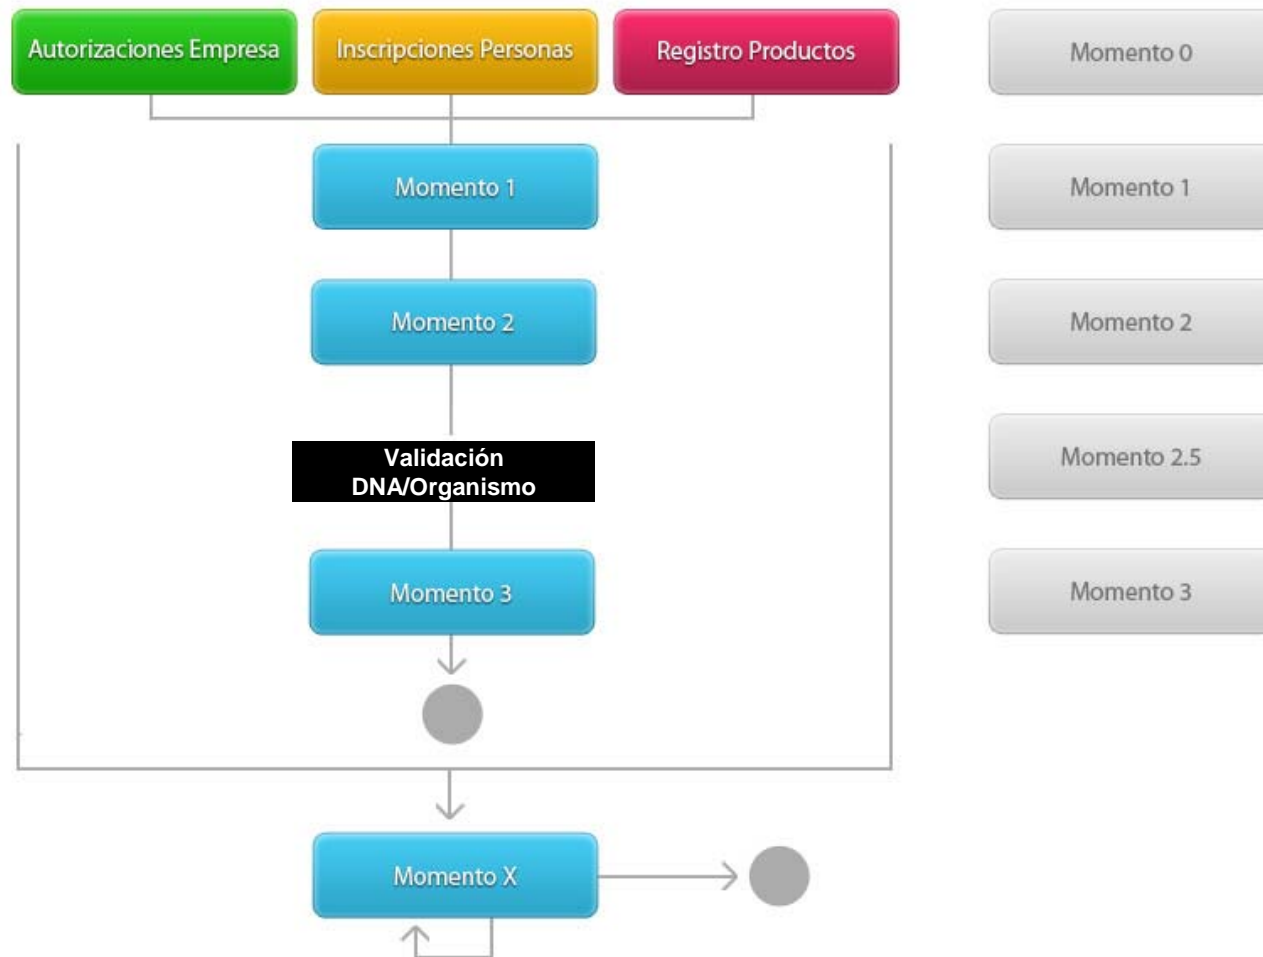 Autorizaciones Empresa
Inscripciones Personas
Registro Productos
Momento 0
Momento 1
Momento 1
Momento 2
Momento 2
Validación
DNA/Organismo
Momento 2.5
Momento 3
Momento 3
Momento X